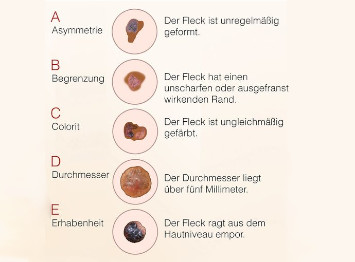 A
Asymmetrie
Der Fleck ist unregelmäßig
geformt.
B
Begrenzung
Der Fleck hat einen
unscharfen oder ausgefranst
wirkenden Rand.
C
Colorit
Der Fleck ist ungleichmäßig
gefärbt.
D
Durchmesser
Der Durchmesser liegt
über fünf Millimeter.
E
Erhabenheit
Der Fleck ragt aus dem
Hautniveau empor.